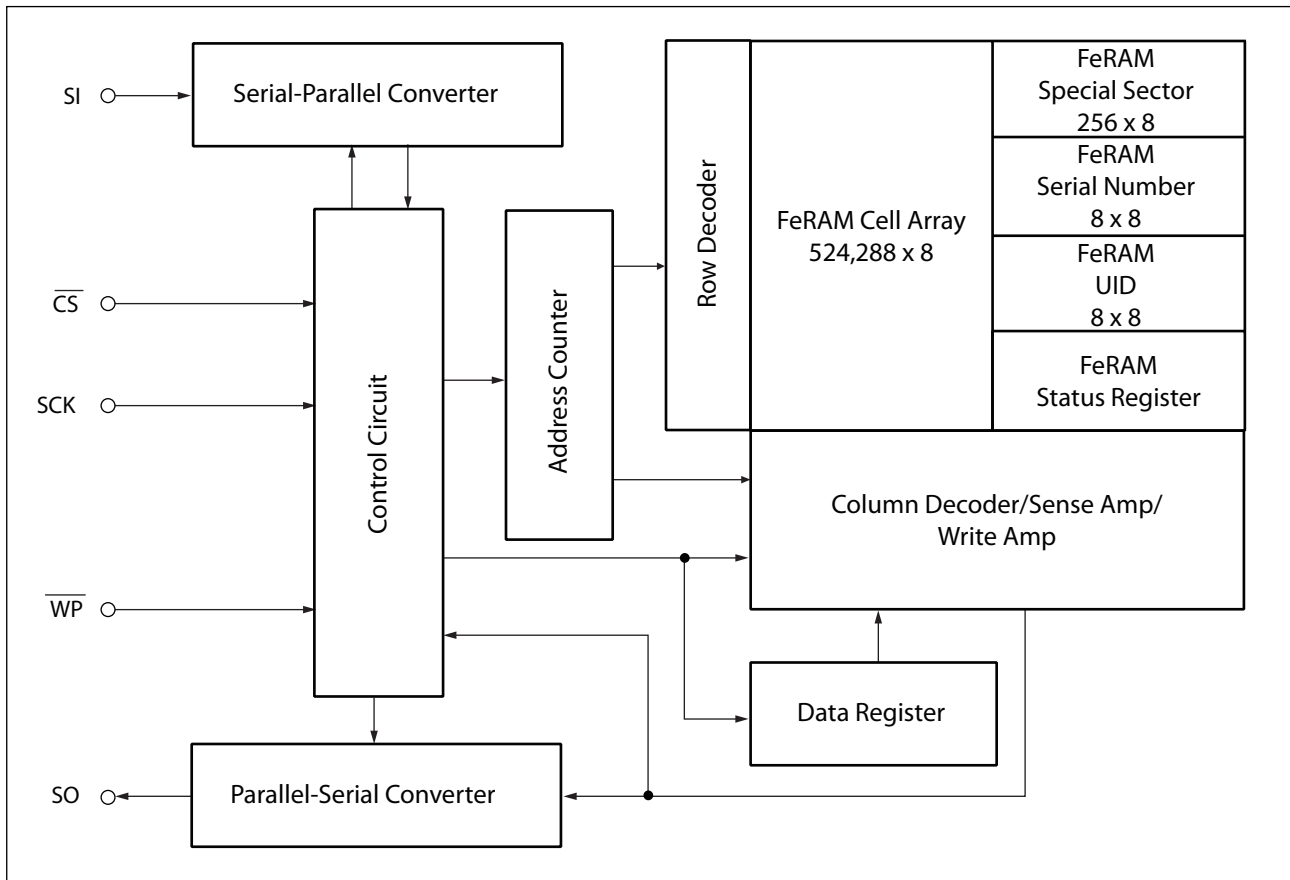 SI
Serial-Parallel Converter
CS
SCK
WP
SO
Control Circuit
Address Counter
Row Decoder
FeRAM Cell Array
524,288 x 8
FeRAM
Special Sector
256 x 8
FeRAM
Serial Number
8 x 8
FeRAM
UID
8 x 8
FeRAM
Status Register
Column Decoder/Sense Amp/
Write Amp
Data Register
Parallel-Serial Converter